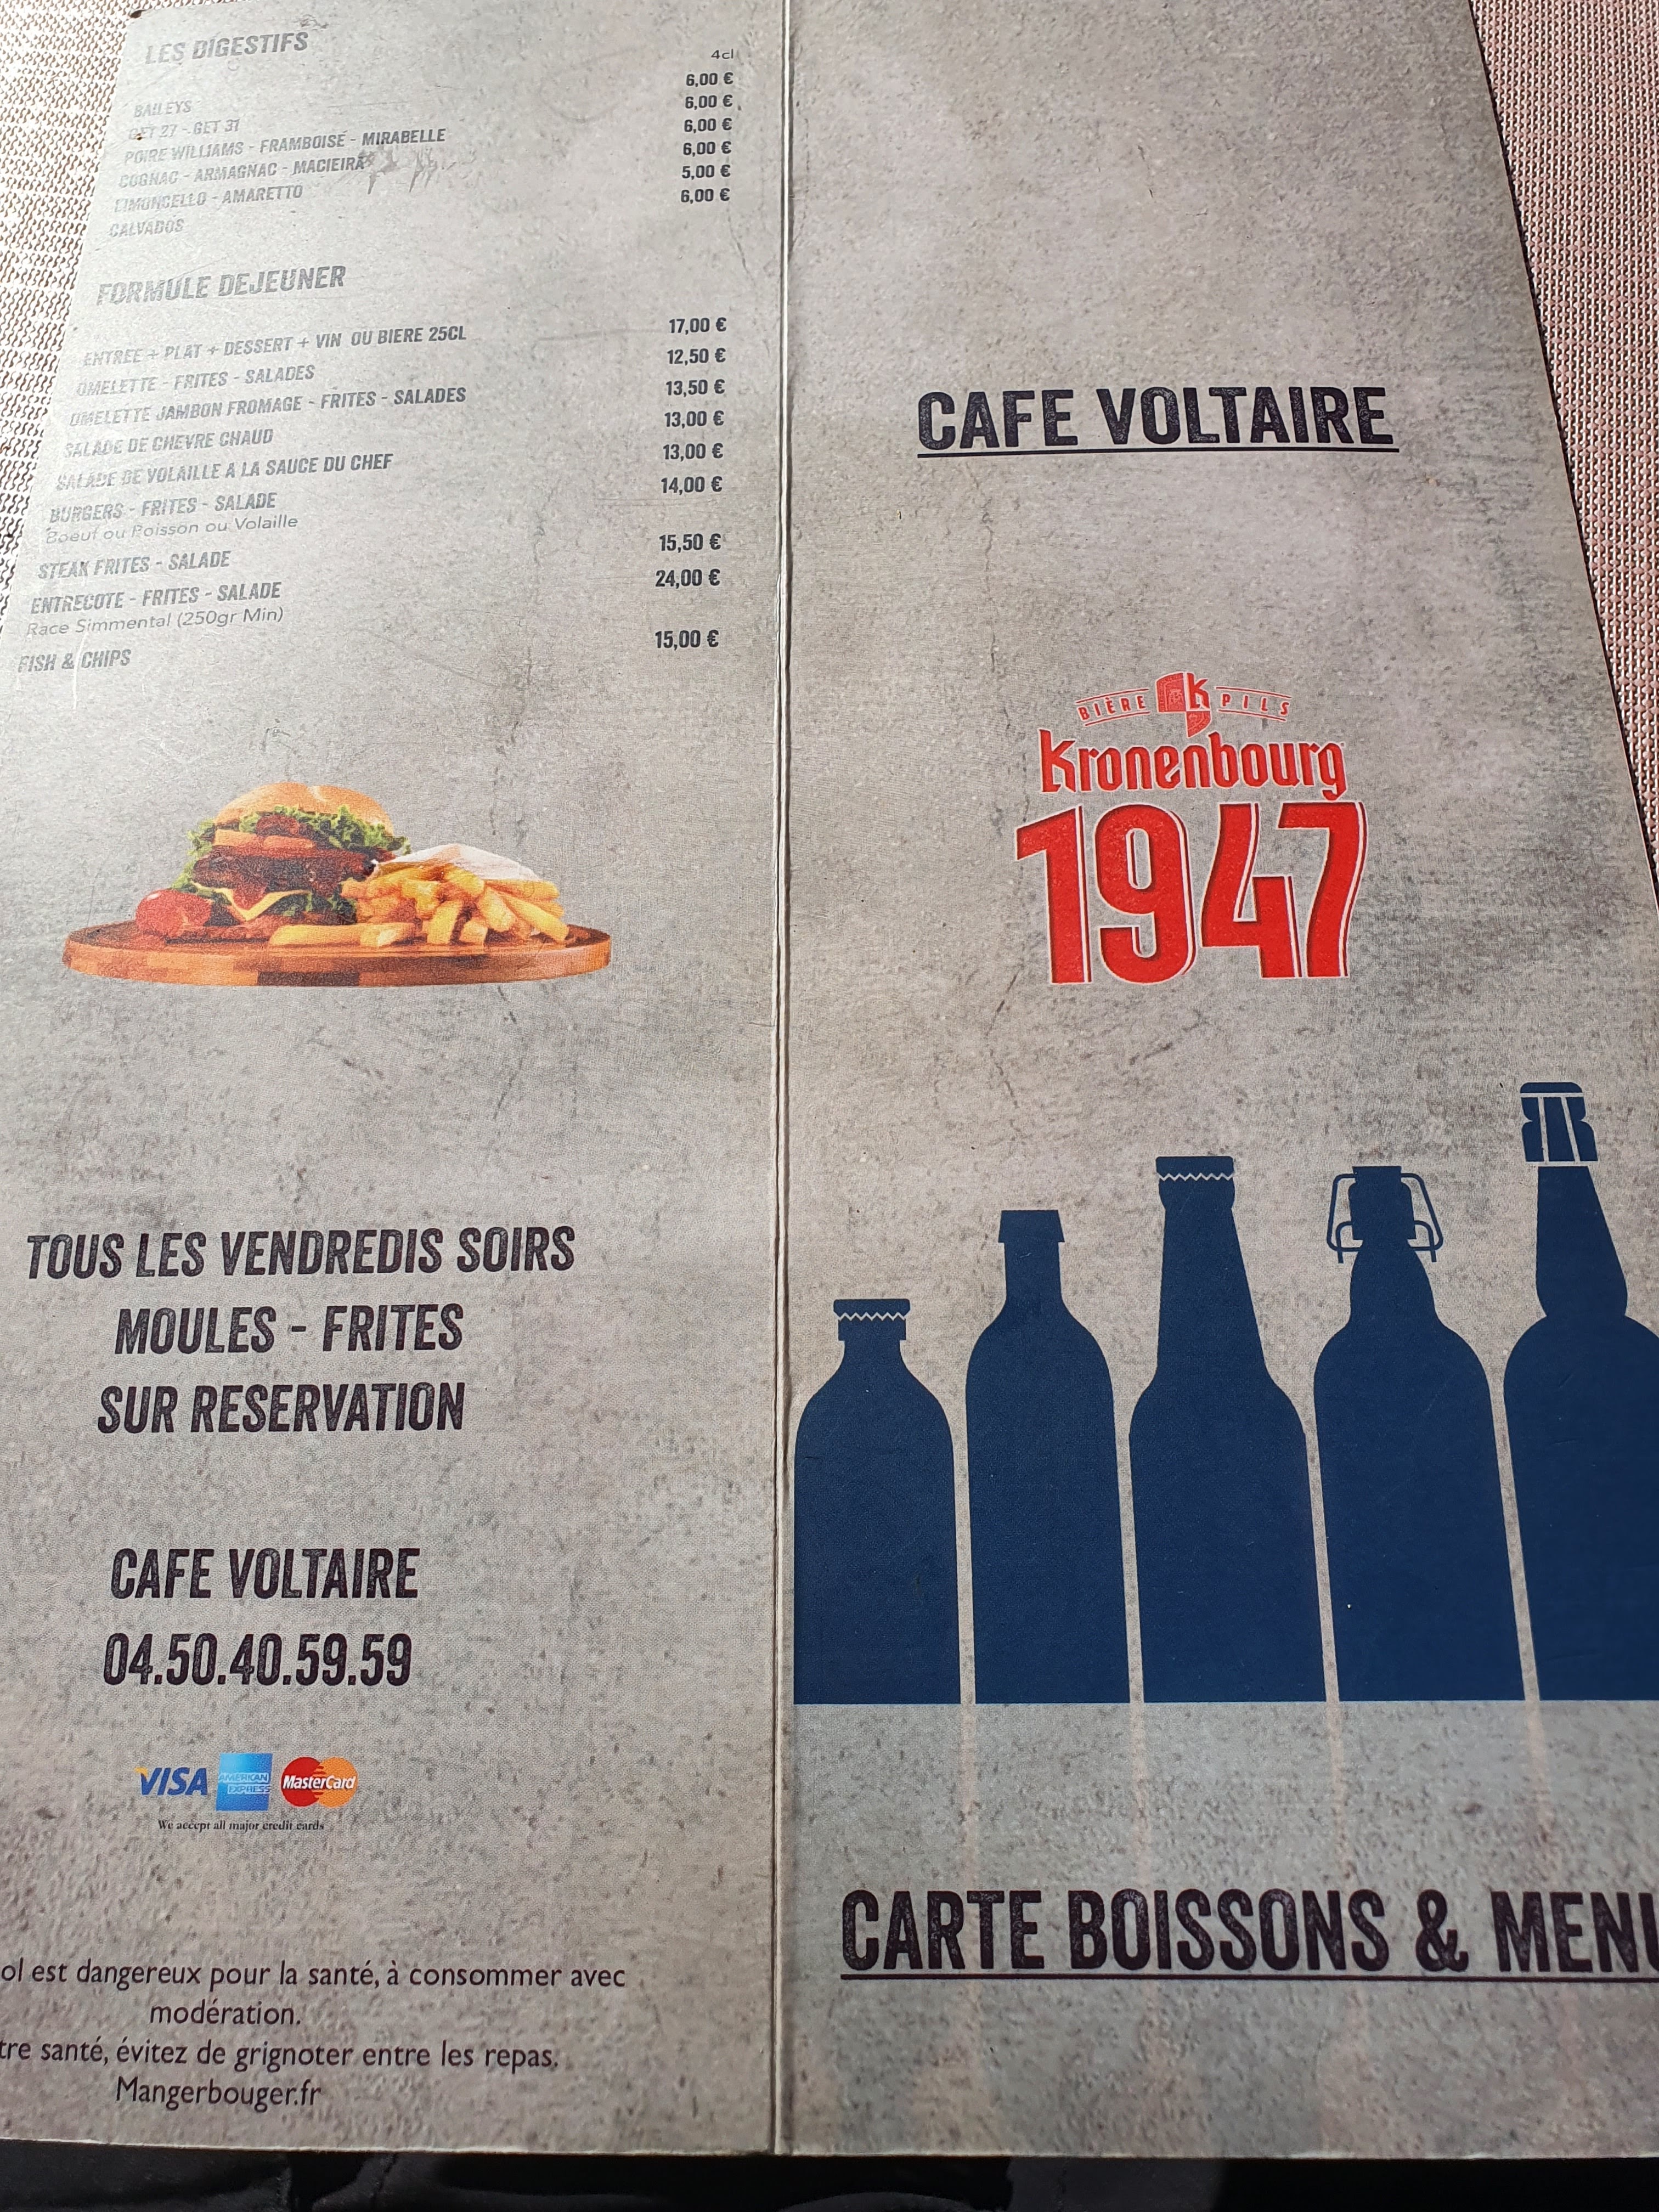 LES DIGESTIFS
4cl
BAILEYS 6,00 €
GET 27 - GET 31 6,00 €
POIRE WILLIAMS - FRAMBOISE - MIRABELLE 6,00 €
COGNAC - ARMAGNAC - MACIEIRA 6,00 €
LIMONCELLO - AMARETTO 5,00 €
CALVADOS 6,00 €
FORMULE DEJEUNER
ENTREE + PLAT + DESSERT + VIN OU BIERE 25CL 17,00 €
OMELETTE - FRITES - SALADES 12,50 €
OMELETTE JAMBON FROMAGE - FRITES - SALADES 13,50 €
SALADE DE CHEVRE CHAUD 13,00 €
SALADE DE VOLAILLE A LA SAUCE DU CHEF 13,00 €
BURGERS - FRITES - SALADE 14,00 €
Boeuf ou Poisson ou Volaille
STEAK FRITES - SALADE 15,50 €
ENTRECOTE - FRITES - SALADE 24,00 €
Race Simmental (250gr Min)
FISH & CHIPS 15,00 €
TOUS LES VENDREDIS SOIRS
MOULES - FRITES
SUR RESERVATION
CAFE VOLTAIRE
04.50.40.59.59
VISA AMERICAN EXPRESS MasterCard
We accept all major credit cards
ol est dangereux pour la santé, à consommer avec
modération.
tre santé, évitez de grignoter entre les repas.
Mangerbouger.fr
CAFE VOLTAIRE
BIÈRE K PILS
Kronenbourg
1947
CARTE BOISSONS & MENU